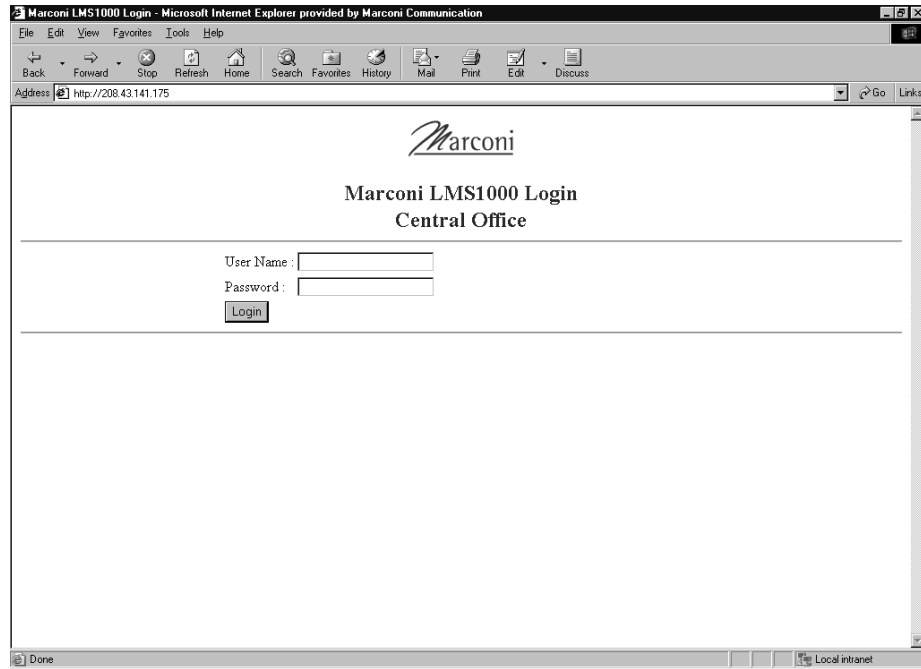 Marconi LMS1000 Login - Microsoft Internet Explorer provided by Marconi Communication
File Edit View Favorites Tools Help
Back Forward Stop Refresh Home Search Favorites History Mail Print Edit Discuss
Address http://208.43.141.175 Go Links
Marconi
Marconi LMS1000 Login
Central Office
User Name :
Password :
Login
Done Local intranet